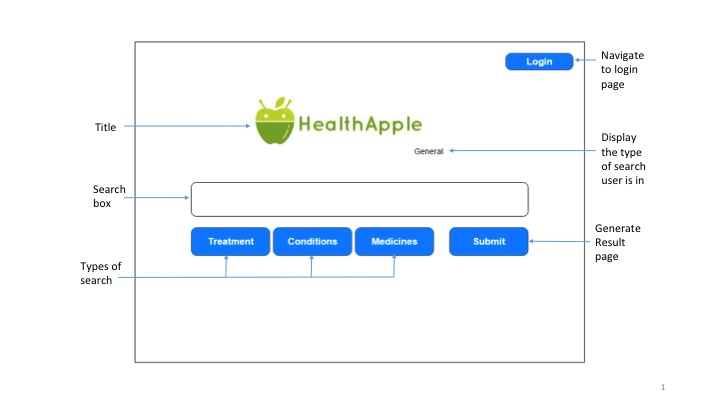 Login
Navigate
to login
page
Title
HealthApple
General
Display
the type
of search
user is in
Search
box
Treatment
Conditions
Medicines
Submit
Generate
Result
page
Types of
search
1